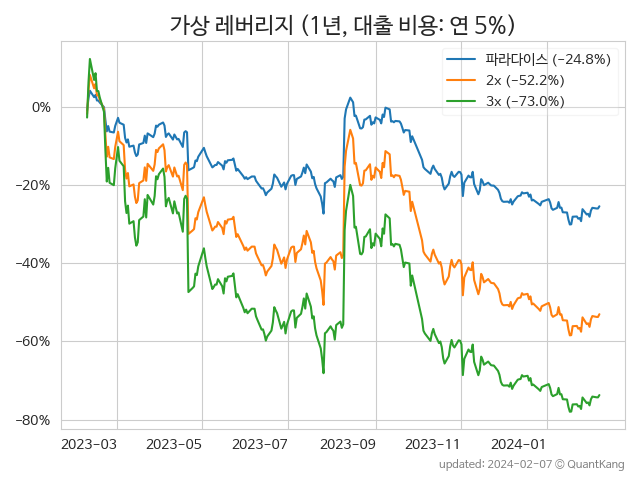 가상 레버리지 (1년, 대출 비용: 연 5%)
파라다이스 (−24.8%)
2x (−52.2%)
3x (−73.0%)
0%
−20%
−40%
−60%
−80%
2023-03 2023-05 2023-07 2023-09 2023-11 2024-01
updated: 2024-02-07 © QuantKang